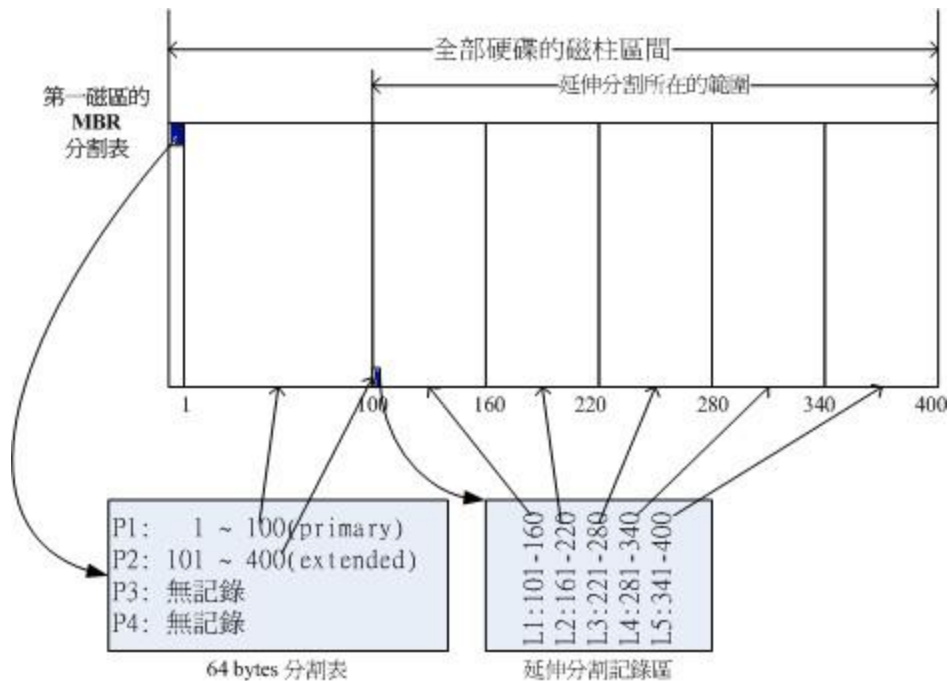 全部硬碟的磁柱區間
延伸分割所在的範圍
第一磁區的
MBR
分割表
1 100 160 220 280 340 400
P1: 1 ~ 100(primary)
P2: 101 ~ 400(extended)
P3: 無記錄
P4: 無記錄
64 bytes 分割表
L1:101-160
L2:161-220
L3:221-280
L4:281-340
L5:341-400
延伸分割記錄區